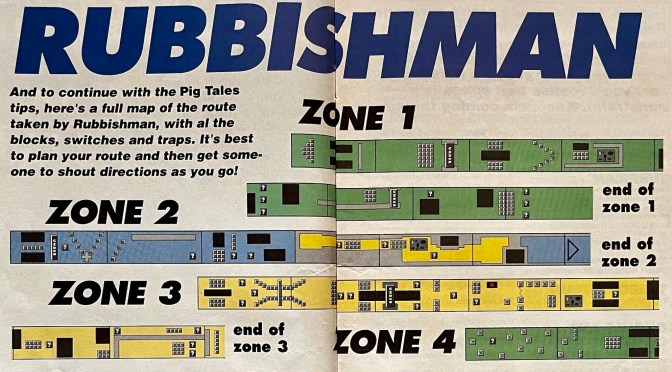 RUBBISHMAN
And to continue with the Pig Tales
tips, here's a full map of the route
taken by Rubbishman, with al the
blocks, switches and traps. It's best
to plan your route and then get some-
one to shout directions as you go!
ZONE 1
end of
zone 1
ZONE 2
end of
zone 2
ZONE 3
end of
zone 3
ZONE 4